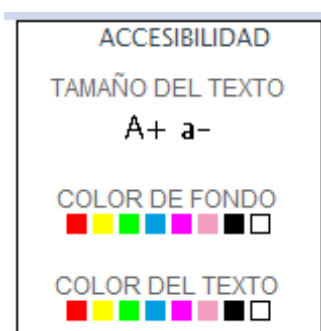 ACCESIBILIDAD
TAMAÑO DEL TEXTO
A+ a-
COLOR DE FONDO
COLOR DEL TEXTO